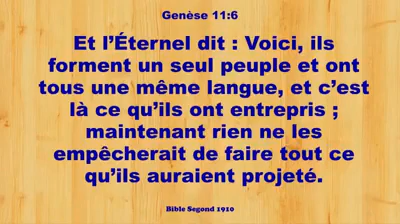 Genèse 11:6
Et l’Éternel dit : Voici, ils
forment un seul peuple et ont
tous une même langue, et c’est
là ce qu’ils ont entrepris ;
maintenant rien ne les
empêcherait de faire tout ce
qu’ils auraient projeté.
Bible Segond 1910